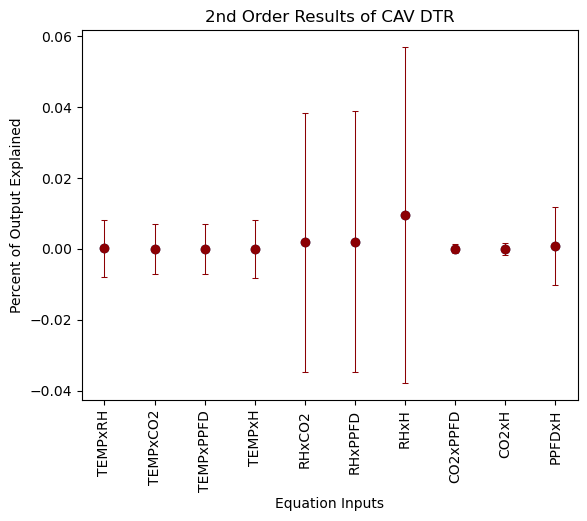 2nd Order Results of CAV DTR
Percent of Output Explained
0.06
0.04
0.02
0.00
−0.02
−0.04
TEMPxRH
TEMPxCO2
TEMPxPPFD
TEMPxH
RHxCO2
RHxPPFD
RHxH
CO2xPPFD
CO2xH
PPFDxH
Equation Inputs